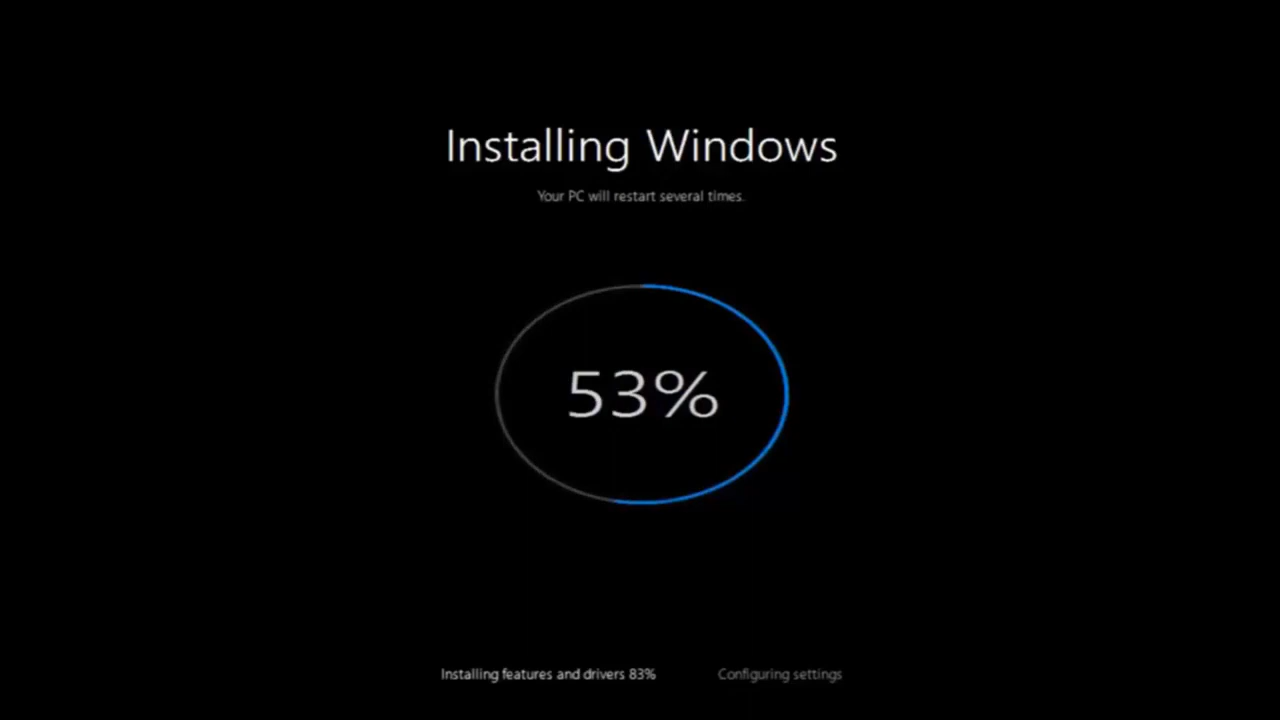 Installing Windows
Your PC will restart several times.
53%
Installing features and drivers 83% Configuring settings